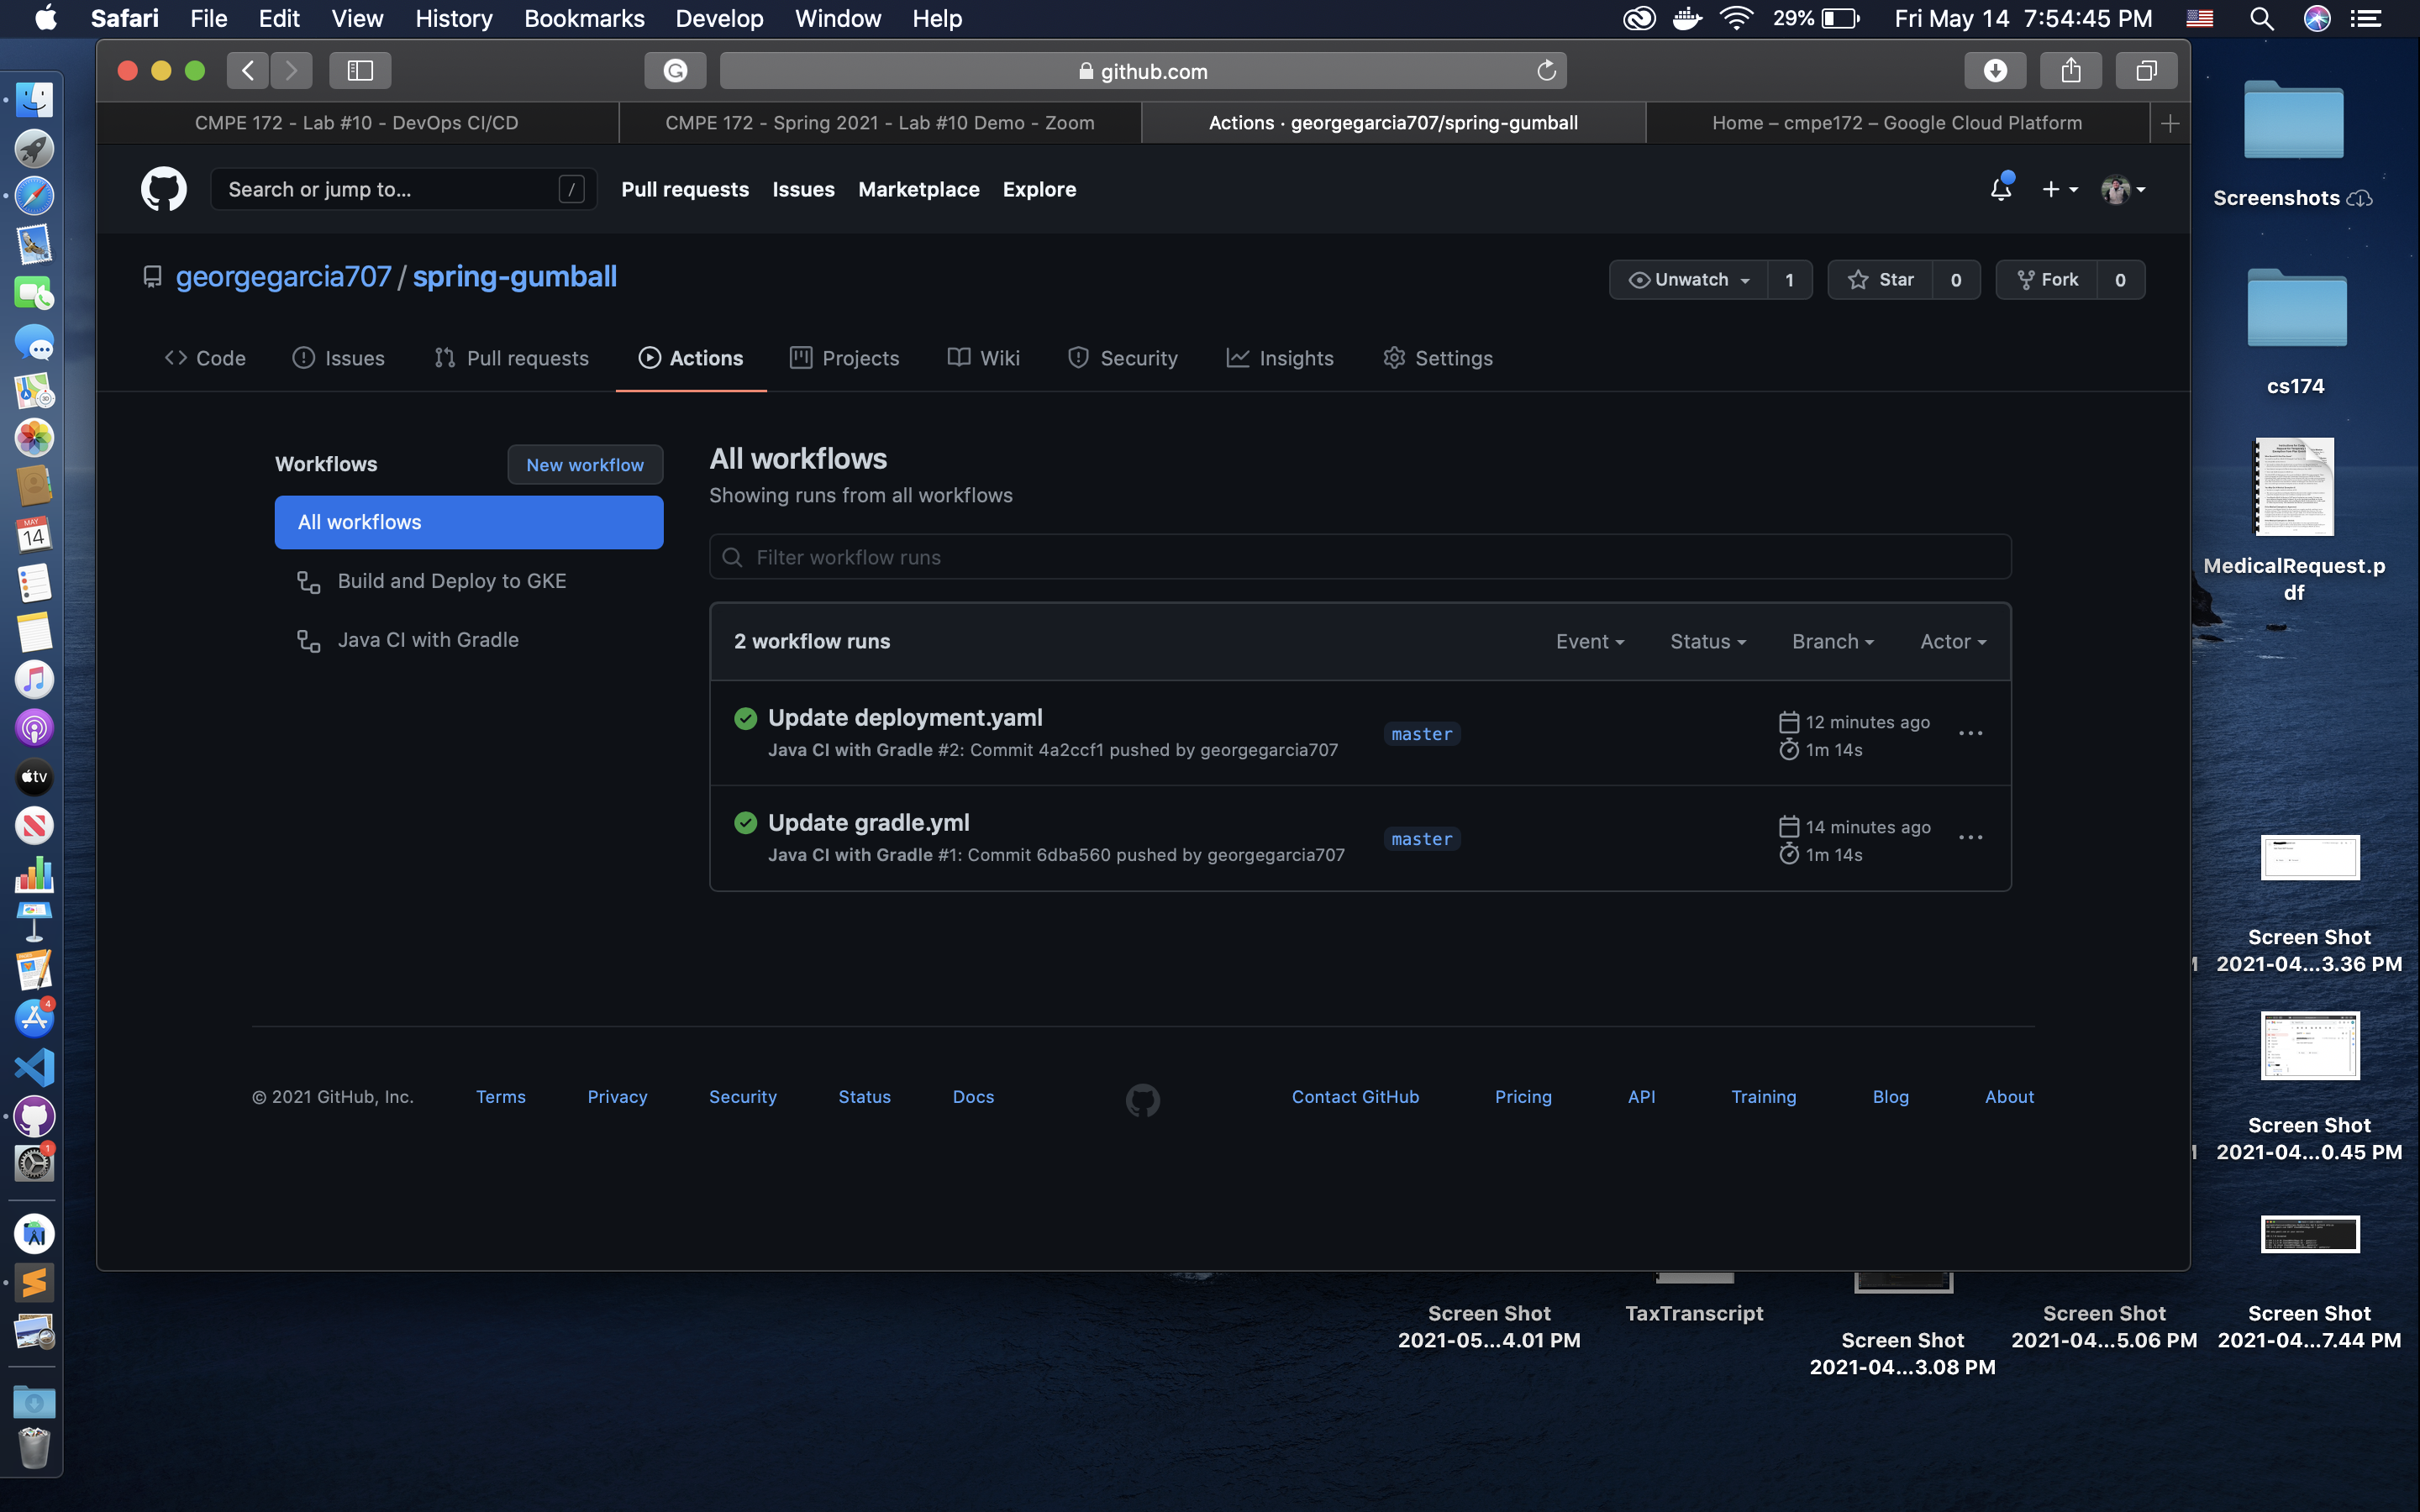 Safari File Edit View History Bookmarks Develop Window Help 29% Fri May 14 7:54:45 PM
github.com
CMPE 172 - Lab #10 - DevOps CI/CD
CMPE 172 - Spring 2021 - Lab #10 Demo - Zoom
Actions · georgegarcia707/spring-gumball
Home – cmpe172 – Google Cloud Platform
Search or jump to... /
Pull requests Issues Marketplace Explore
georgegarcia707 / spring-gumball
Unwatch 1 Star 0 Fork 0
Code Issues Pull requests Actions Projects Wiki Security Insights Settings
Workflows
New workflow
All workflows
Build and Deploy to GKE
Java CI with Gradle
All workflows
Showing runs from all workflows
Filter workflow runs
2 workflow runs Event Status Branch Actor
Update deployment.yaml
Java CI with Gradle #2: Commit 4a2ccf1 pushed by georgegarcia707
master
12 minutes ago
1m 14s
Update gradle.yml
Java CI with Gradle #1: Commit 6dba560 pushed by georgegarcia707
master
14 minutes ago
1m 14s
© 2021 GitHub, Inc. Terms Privacy Security Status Docs Contact GitHub Pricing API Training Blog About
Screenshots
cs174
MedicalRequest.p
df
Screen Shot
2021-04...3.36 PM
Screen Shot
2021-04...0.45 PM
Screen Shot
2021-05...4.01 PM
TaxTranscript
Screen Shot
2021-04...3.08 PM
Screen Shot
2021-04...5.06 PM
Screen Shot
2021-04...7.44 PM
MAY
14
tv
4
1